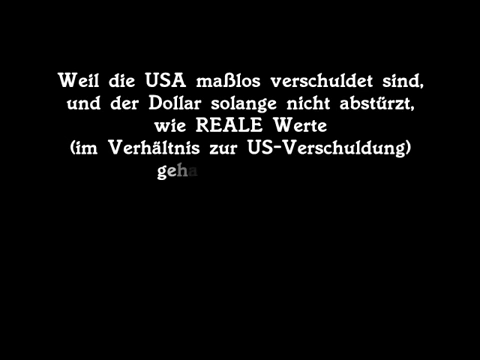 Weil die USA maßlos verschuldet sind,
und der Dollar solange nicht abstürzt,
wie REALE Werte
(im Verhältnis zur US-Verschuldung)
geha